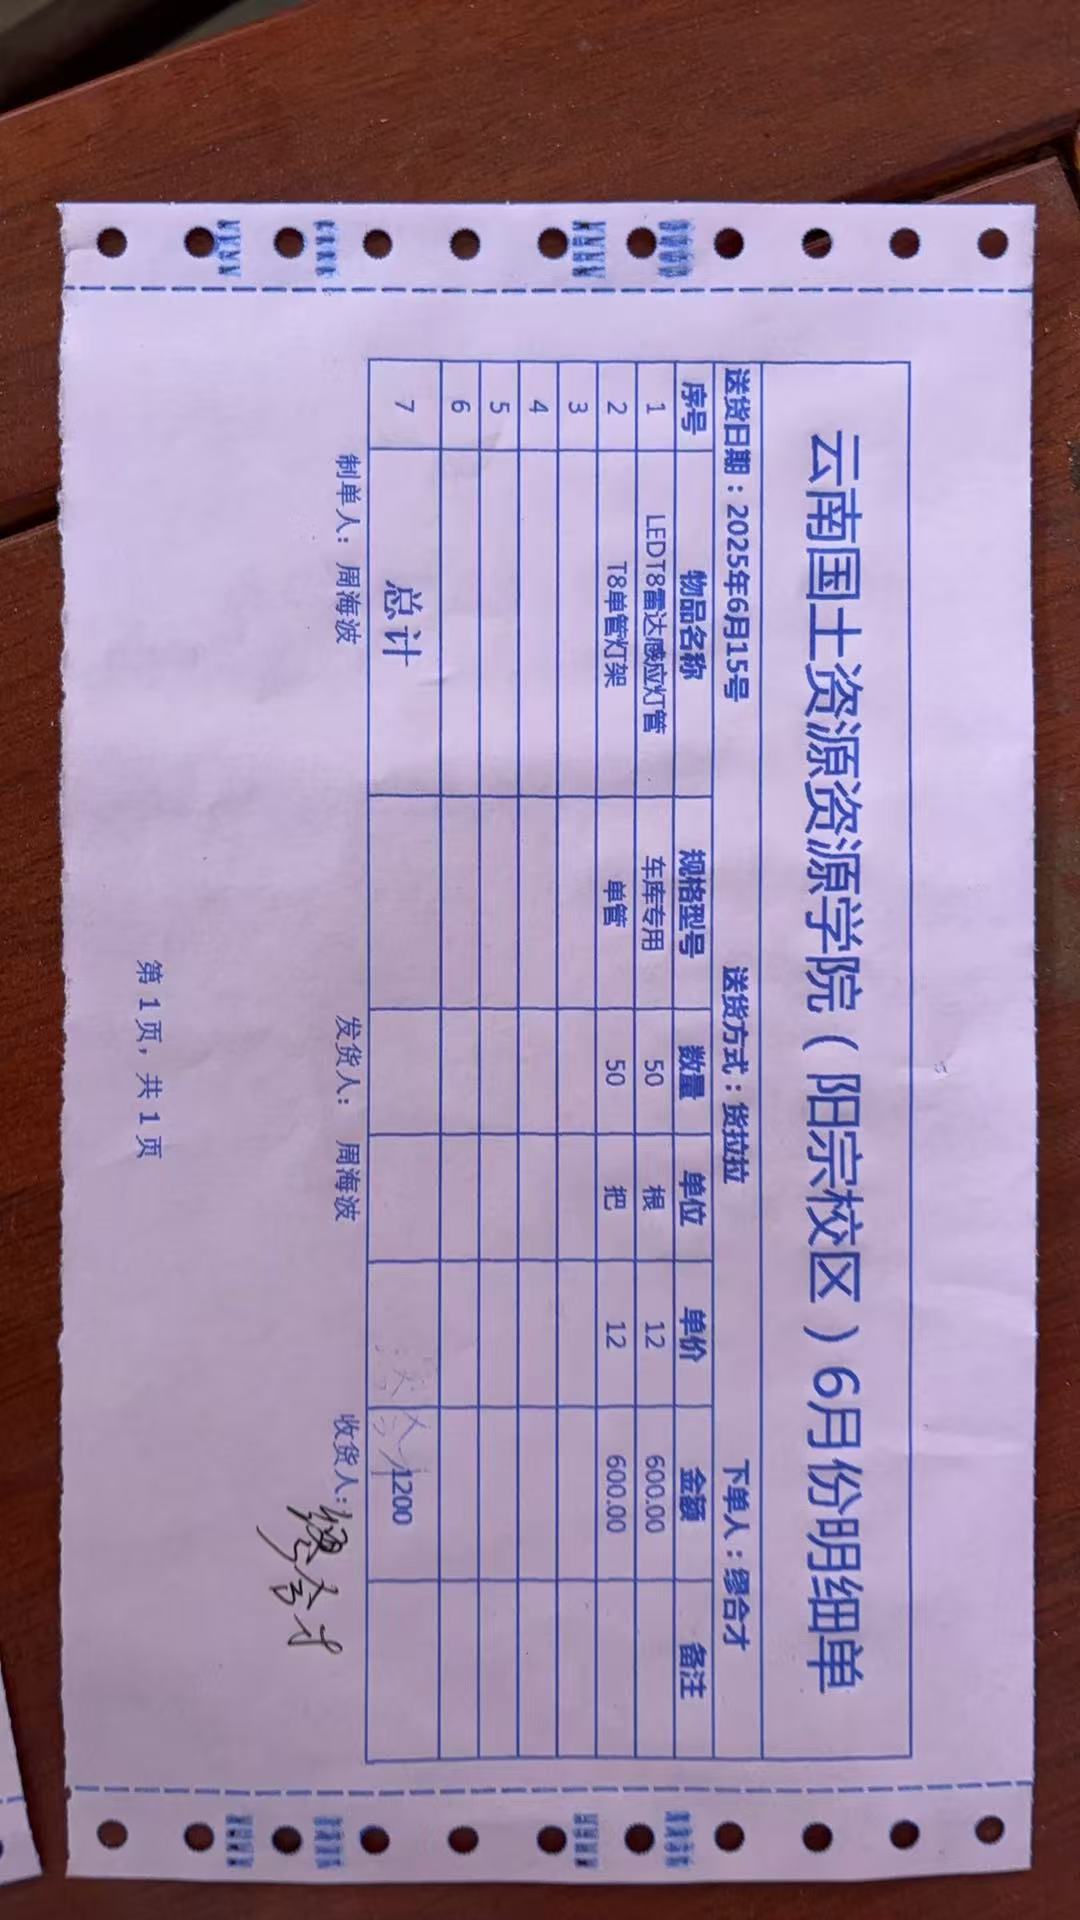 云南国土资源资源学院（阳宗校区）6月份明细单
送货日期：2025年6月15号 送货方式：货拉拉 下单人：缪合才
序号 物品名称 规格型号 数量 单位 单价 金额 备注
1 LEDT8雷达感应灯管 车库专用 50 根 12 600.00
2 T8单管灯架 单管 50 把 12 600.00
3
4
5
6
7 总计 1200
制单人：周海波 发货人：周海波 收货人：缪合才
第1页，共1页